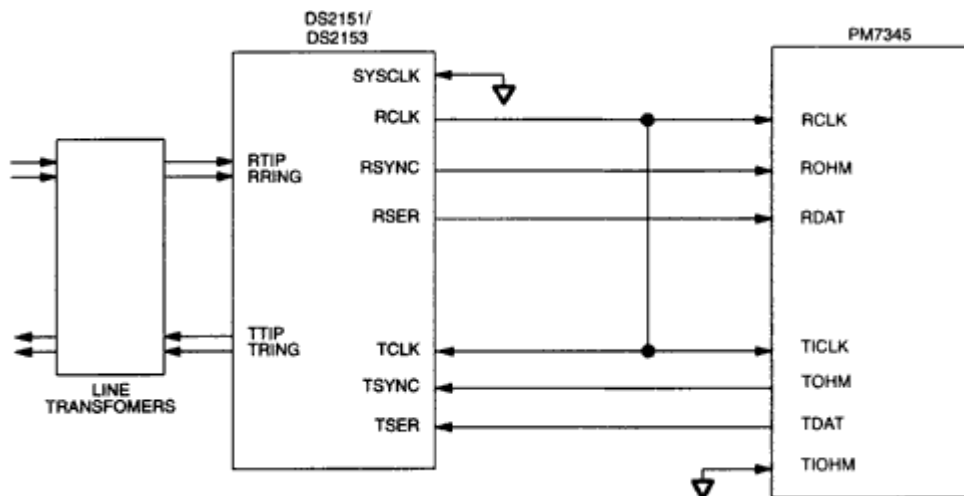 DS2151/
DS2153
PM7345
SYSCLK
RCLK
RCLK
RTIP
RRING
RSYNC
ROHM
RSER
RDAT
TTIP
TRING
TCLK
TICLK
TSYNC
TOHM
LINE
TRANSFOMERS
TSER
TDAT
TIOHM